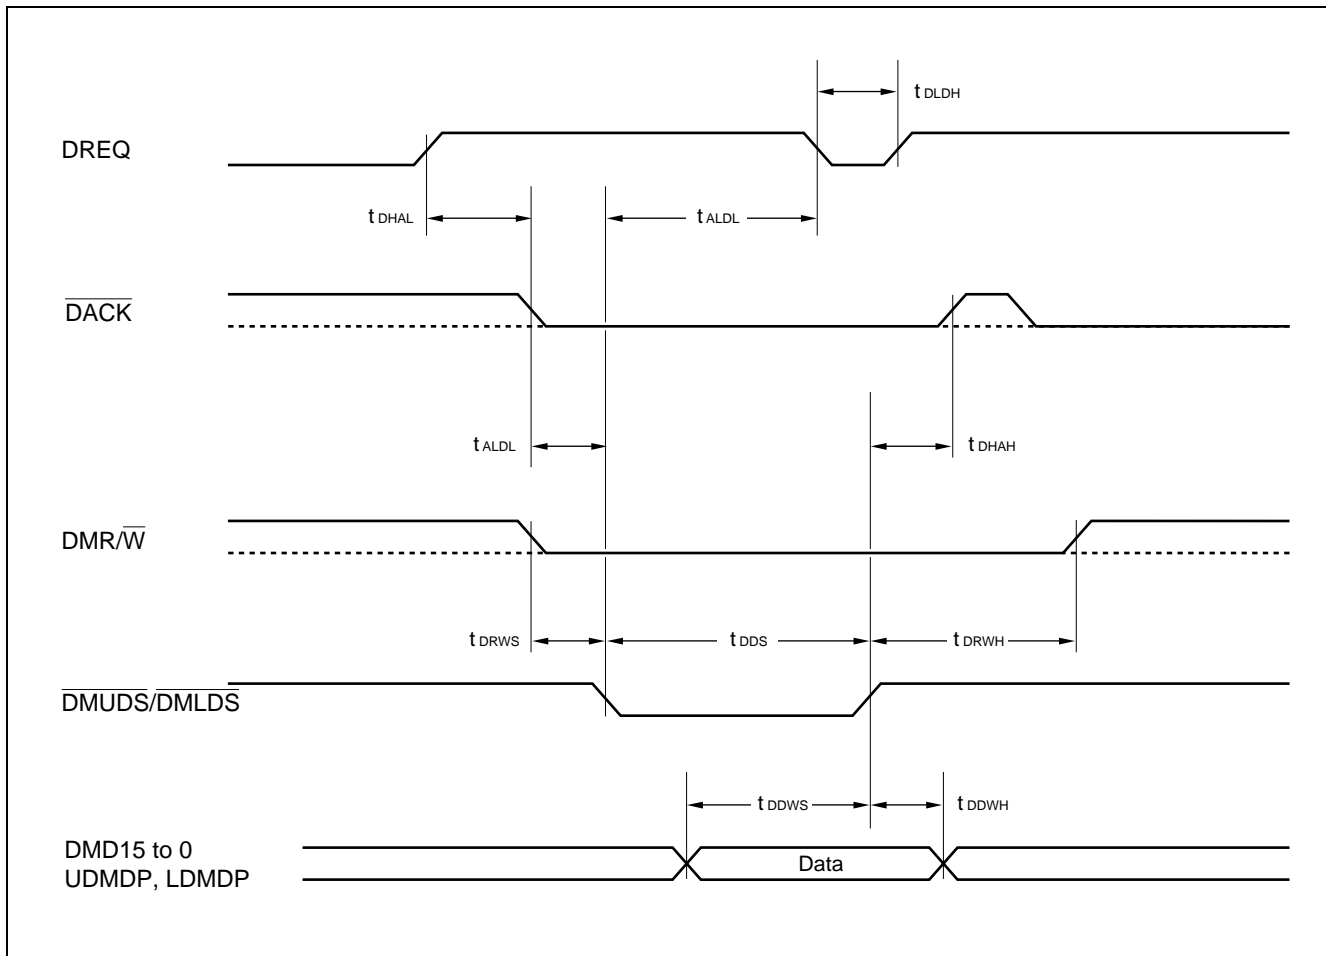 t DLDH
DREQ
t DHAL
t ALDL
DACK
t ALDL
t DHAH
DMR/W
t DRWS
t DDS
t DRWH
DMUDS/DMLDS
t DDWS
t DDWH
DMD15 to 0
UDMDP, LDMDP
Data